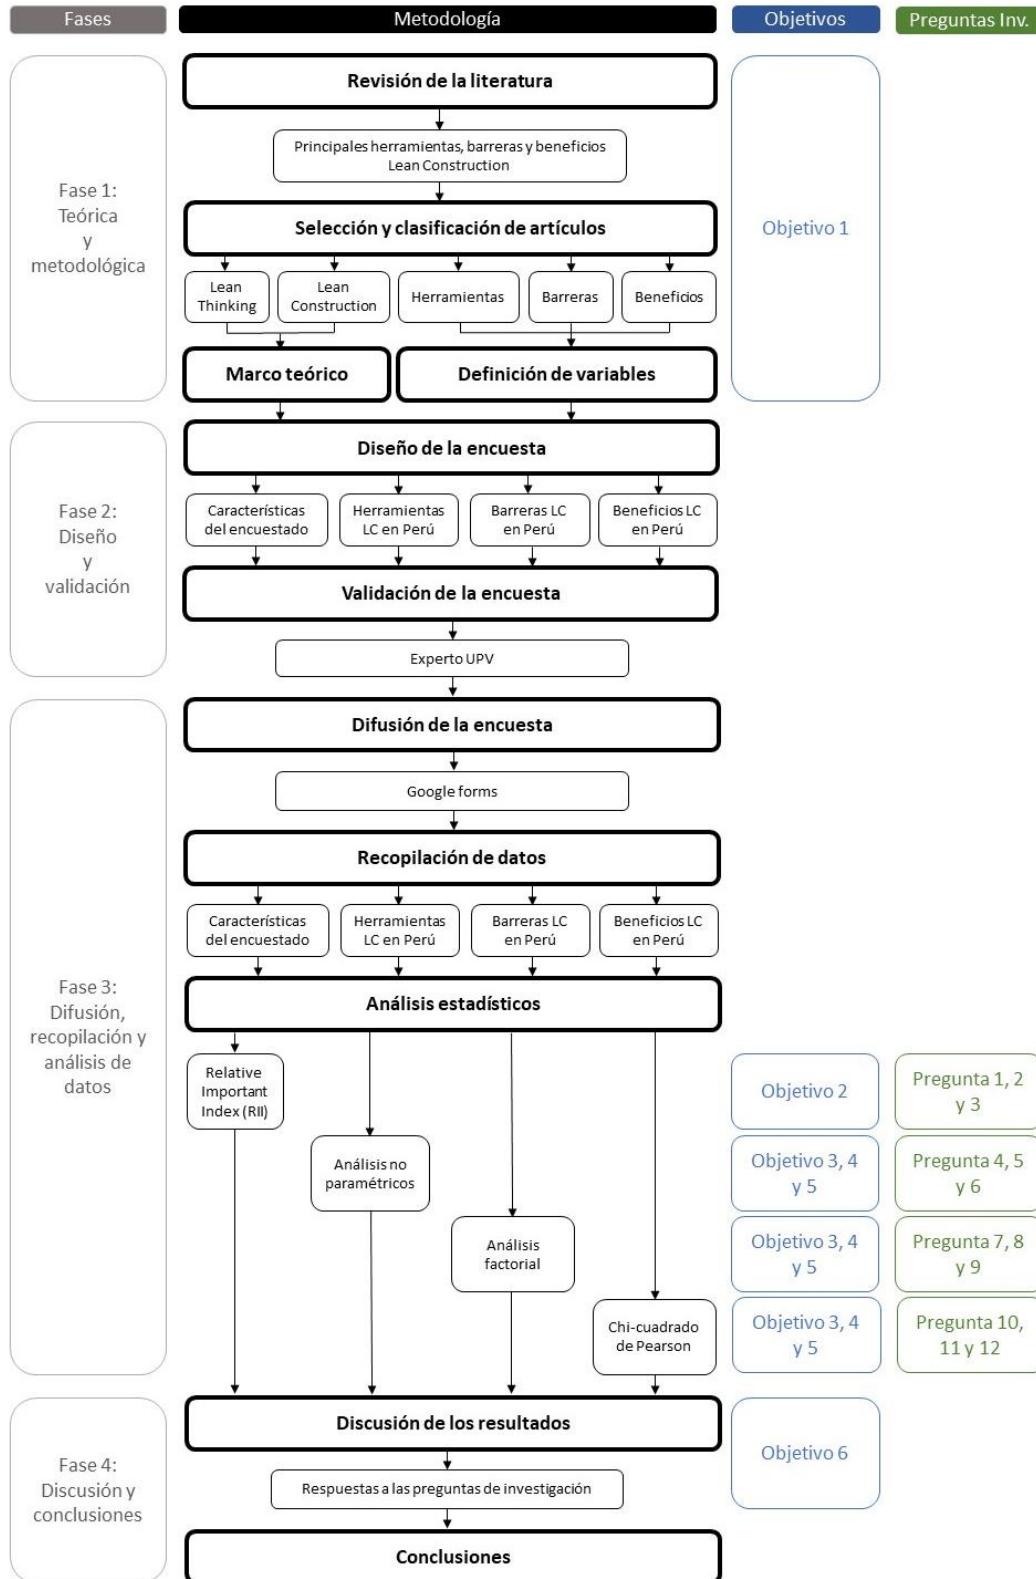 Fases
Metodología
Objetivos
Preguntas Inv.
Fase 1:
Teórica
y
metodológica
Revisión de la literatura
Principales herramientas, barreras y beneficios
Lean Construction
Selección y clasificación de artículos
Lean
Thinking
Lean
Construction
Herramientas
Barreras
Beneficios
Marco teórico
Definición de variables
Objetivo 1
Fase 2:
Diseño
y
validación
Diseño de la encuesta
Características
del encuestado
Herramientas
LC en Perú
Barreras LC
en Perú
Beneficios LC
en Perú
Validación de la encuesta
Experto UPV
Fase 3:
Difusión,
recopilación y
análisis de
datos
Difusión de la encuesta
Google forms
Recopilación de datos
Características
del encuestado
Herramientas
LC en Perú
Barreras LC
en Perú
Beneficios LC
en Perú
Análisis estadísticos
Relative
Important
Index (RII)
Objetivo 2
Pregunta 1, 2
y 3
Análisis no
paramétricos
Objetivo 3, 4
y 5
Pregunta 4, 5
y 6
Análisis
factorial
Objetivo 3, 4
y 5
Pregunta 7, 8
y 9
Chi-cuadrado
de Pearson
Objetivo 3, 4
y 5
Pregunta 10,
11 y 12
Fase 4:
Discusión y
conclusiones
Discusión de los resultados
Respuestas a las preguntas de investigación
Conclusiones
Objetivo 6